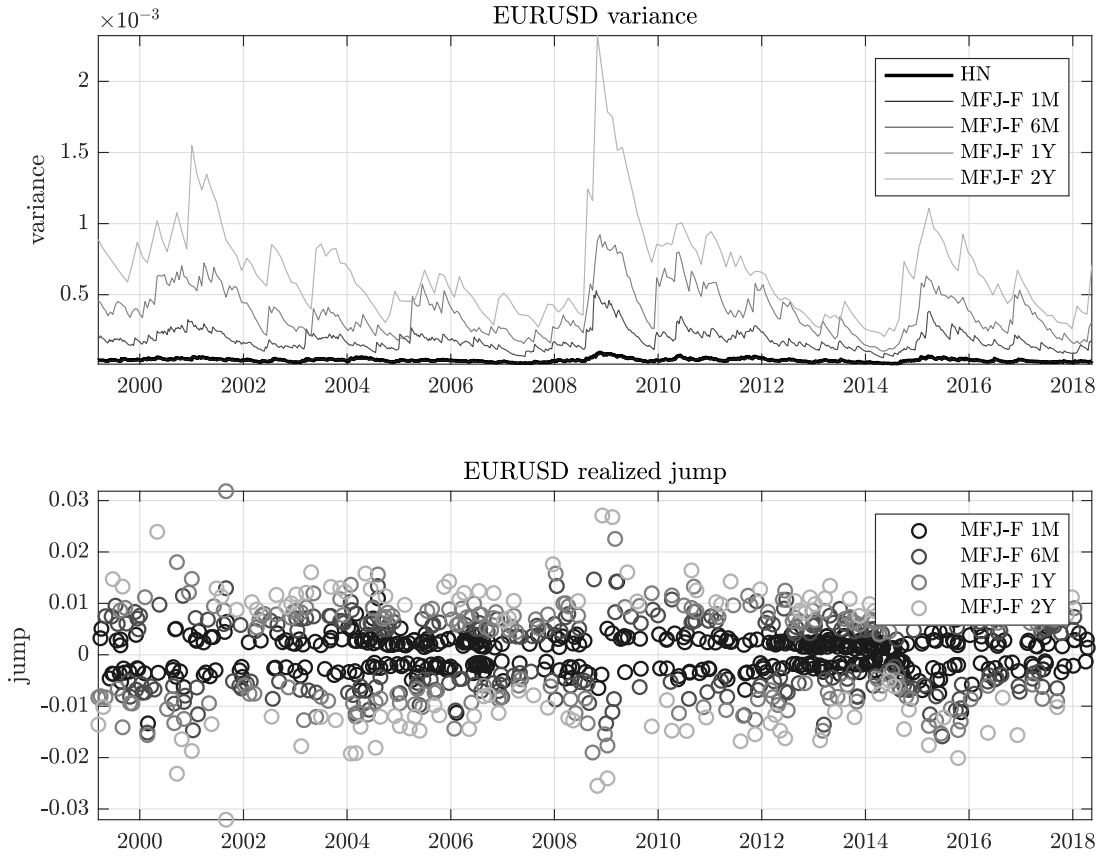 EURUSD variance
×10⁻³
variance
2
1.5
1
0.5
HN
MFJ-F 1M
MFJ-F 6M
MFJ-F 1Y
MFJ-F 2Y
2000 2002 2004 2006 2008 2010 2012 2014 2016 2018
EURUSD realized jump
jump
0.03
0.02
0.01
0
-0.01
-0.02
-0.03
MFJ-F 1M
MFJ-F 6M
MFJ-F 1Y
MFJ-F 2Y
2000 2002 2004 2006 2008 2010 2012 2014 2016 2018